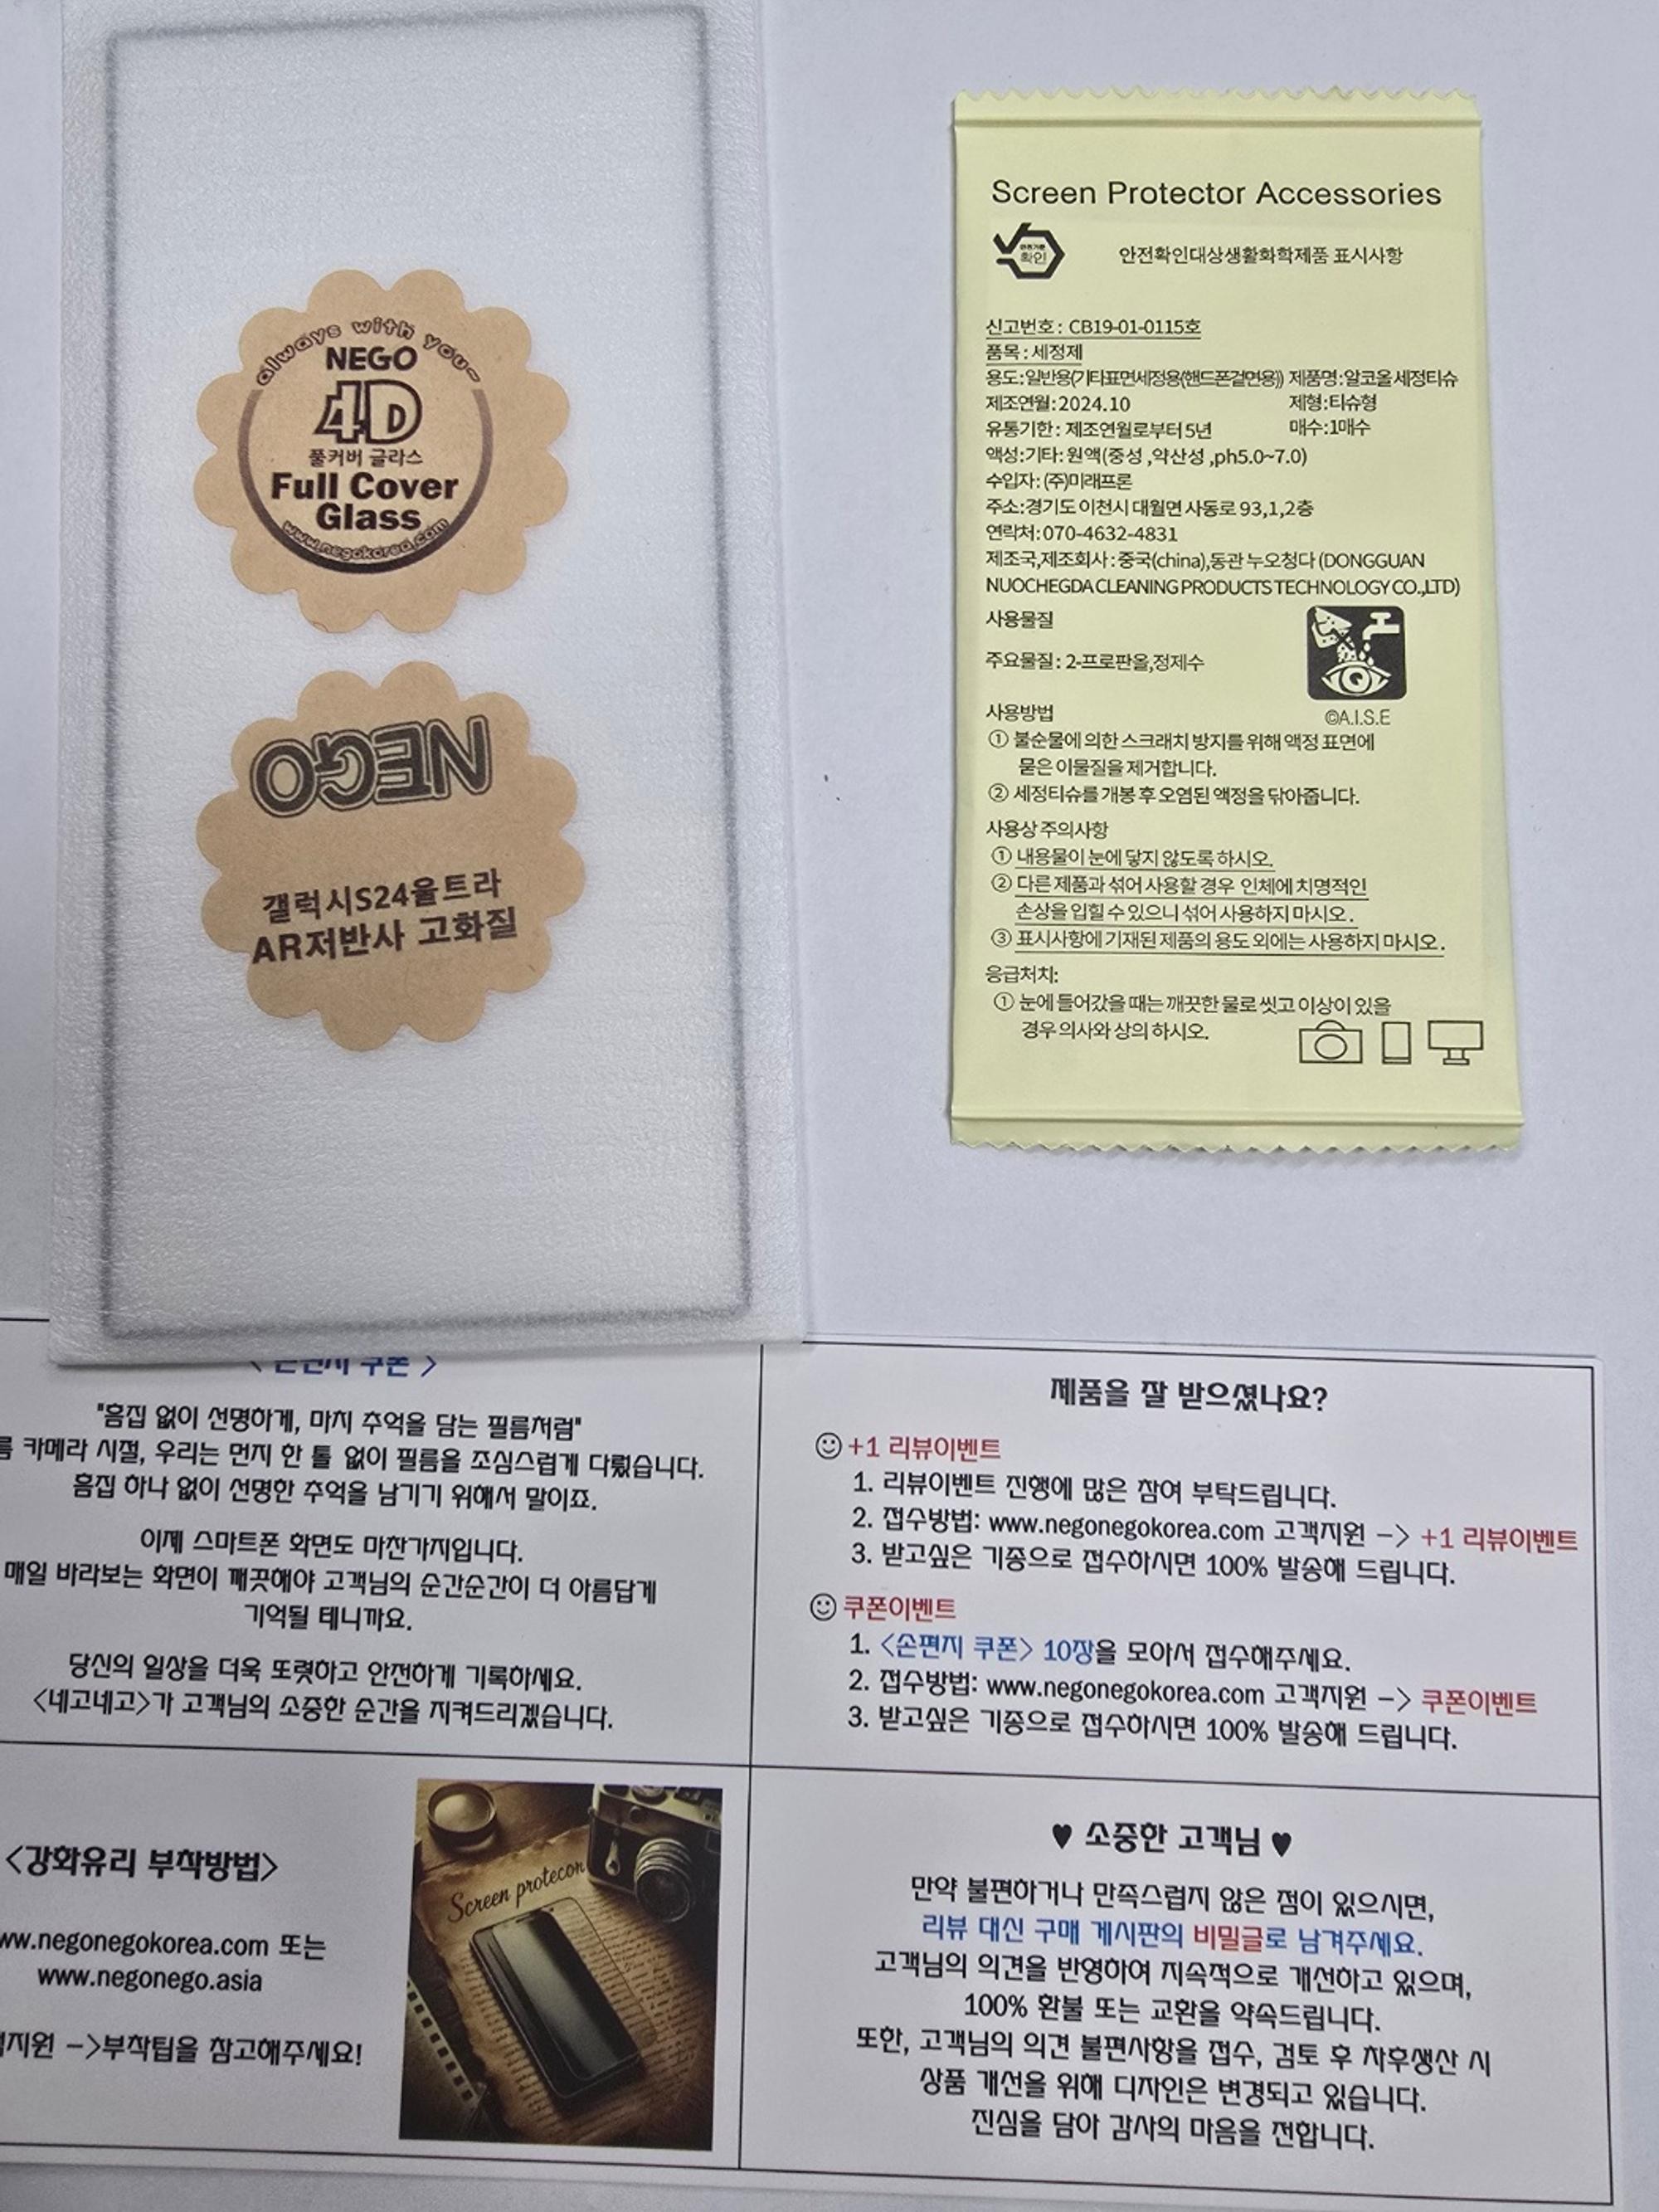 always with you~
NEGO
4D
풀커버 글라스
Full Cover
Glass
www.negokorea.com
NEGO
갤럭시S24울트라
AR저반사 고화질
Screen Protector Accessories
안전기준
확인
안전확인대상생활화학제품 표시사항
신고번호 : CB19-01-0115호
품목 : 세정제
용도:일반용(기타표면세정용(핸드폰겉면용)) 제품명:알코올세정티슈
제조연월:2024.10 제형:티슈형
유통기한 : 제조연월로부터 5년 매수:1매수
액성:기타:원액(중성 ,약산성 ,ph5.0~7.0)
수입자 : (주)미래프론
주소:경기도 이천시 대월면 사동로 93,1,2층
연락처:070-4632-4831
제조국,제조회사 : 중국(china),동관 누오청다 (DONGGUAN
NUOCHEGDA CLEANING PRODUCTS TECHNOLOGY CO.,LTD)
사용물질
주요물질 : 2-프로판올,정제수
©A.I.S.E
사용방법
① 불순물에 의한 스크래치 방지를 위해 액정 표면에
묻은 이물질을 제거합니다.
② 세정티슈를 개봉 후 오염된 액정을 닦아줍니다.
사용상 주의사항
① 내용물이 눈에 닿지 않도록 하시오.
② 다른 제품과 섞어 사용할 경우 인체에 치명적인
손상을 입힐 수 있으니 섞어 사용하지 마시오 .
③ 표시사항에 기재된 제품의 용도 외에는 사용하지 마시오 .
응급처치:
① 눈에 들어갔을 때는 깨끗한 물로 씻고 이상이 있을
경우 의사와 상의 하시오.
<손편지 쿠폰>
"흠집 없이 선명하게, 마치 추억을 담는 필름처럼"
카메라 시절, 우리는 먼지 한 톨 없이 필름을 조심스럽게 다뤘습니다.
흠집 하나 없이 선명한 추억을 남기기 위해서 말이죠.
이제 스마트폰 화면도 마찬가지입니다.
매일 바라보는 화면이 깨끗해야 고객님의 순간순간이 더 아름답게
기억될 테니까요.
당신의 일상을 더욱 또렷하고 안전하게 기록하세요.
<네고네고>가 고객님의 소중한 순간을 지켜드리겠습니다.
제품을 잘 받으셨나요?
☺ +1 리뷰이벤트
1. 리뷰이벤트 진행에 많은 참여 부탁드립니다.
2. 접수방법: www.negonegokorea.com 고객지원 -> +1 리뷰이벤트
3. 받고싶은 기종으로 접수하시면 100% 발송해 드립니다.
☺ 쿠폰이벤트
1. <손편지 쿠폰> 10장을 모아서 접수해주세요.
2. 접수방법: www.negonegokorea.com 고객지원 -> 쿠폰이벤트
3. 받고싶은 기종으로 접수하시면 100% 발송해 드립니다.
<강화유리 부착방법>
ww.negonegokorea.com 또는
www.negonego.asia
지원 ->부착팁을 참고해주세요!
Screen protecor
♥ 소중한 고객님 ♥
만약 불편하거나 만족스럽지 않은 점이 있으시면,
리뷰 대신 구매 게시판의 비밀글로 남겨주세요.
고객님의 의견을 반영하여 지속적으로 개선하고 있으며,
100% 환불 또는 교환을 약속드립니다.
또한, 고객님의 의견 불편사항을 접수, 검토 후 차후생산 시
상품 개선을 위해 디자인은 변경되고 있습니다.
진심을 담아 감사의 마음을 전합니다.